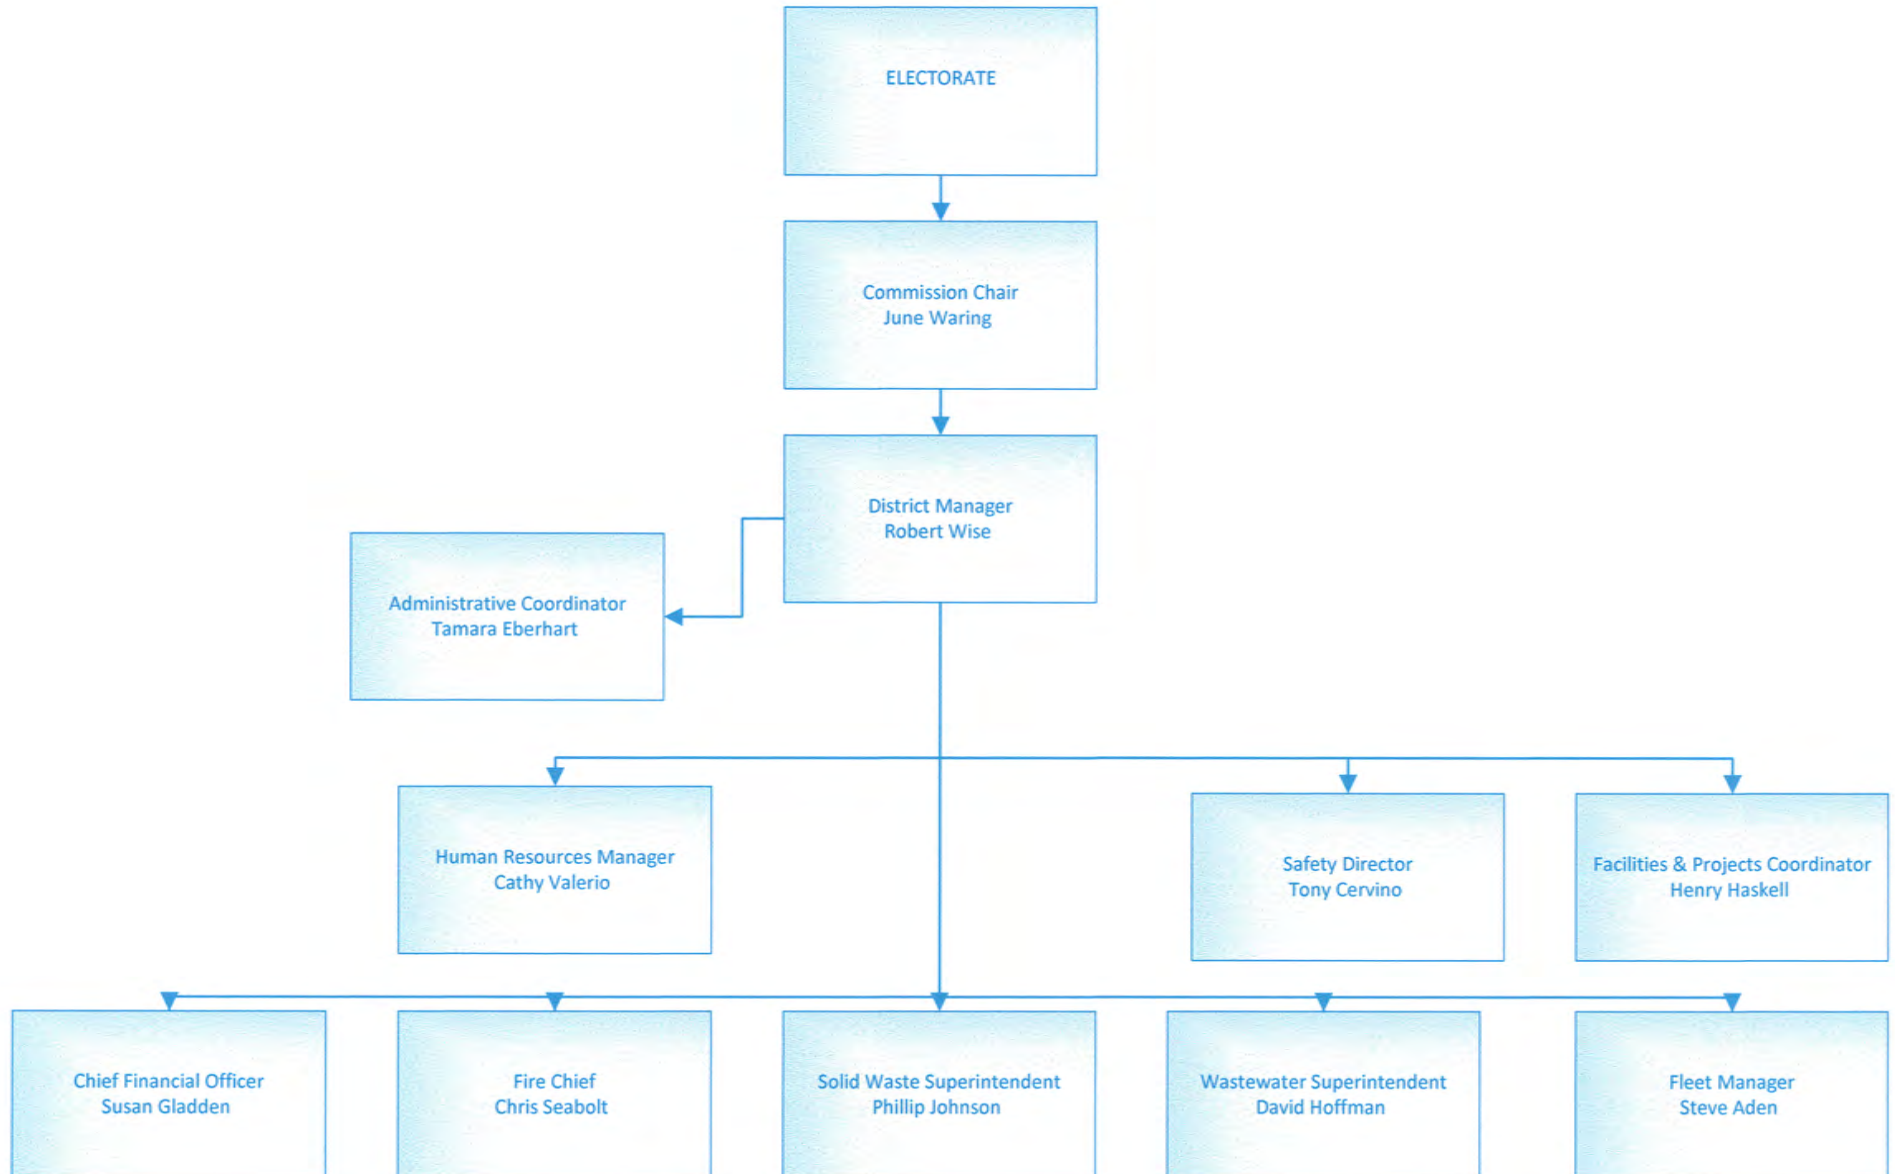 ELECTORATE
Commission Chair
June Waring
District Manager
Robert Wise
Administrative Coordinator
Tamara Eberhart
Human Resources Manager
Cathy Valerio
Safety Director
Tony Cervino
Facilities & Projects Coordinator
Henry Haskell
Chief Financial Officer
Susan Gladden
Fire Chief
Chris Seabolt
Solid Waste Superintendent
Phillip Johnson
Wastewater Superintendent
David Hoffman
Fleet Manager
Steve Aden